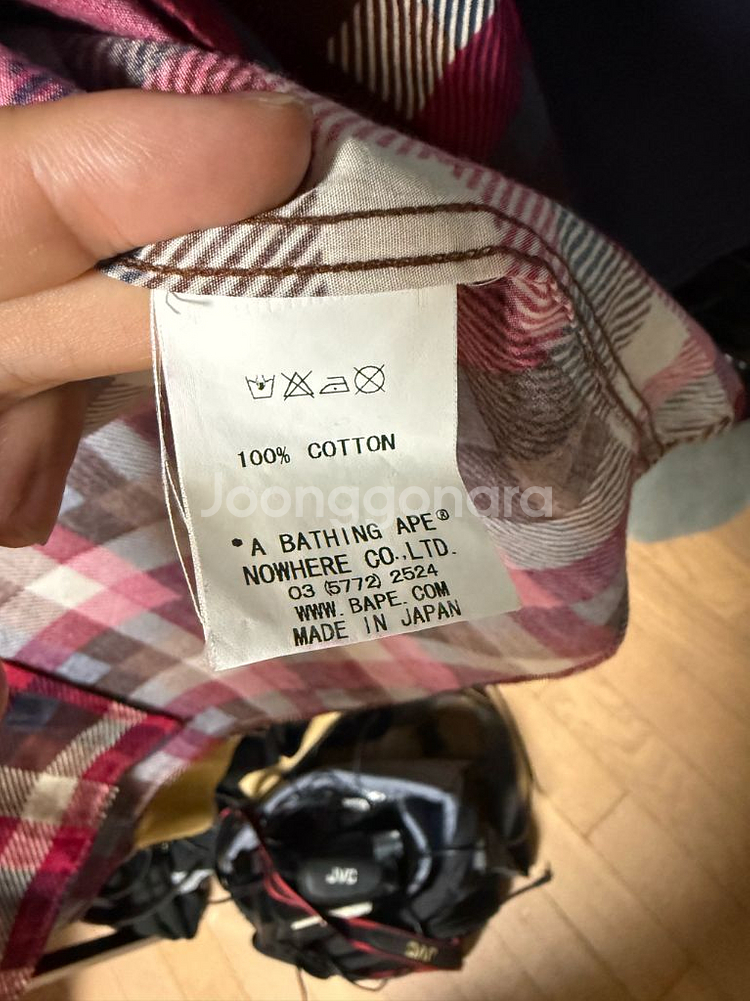 100% COTTON
Joonggonara
*A BATHING APE®
NOWHERE CO.,LTD.
03 (5772) 2524
WWW.BAPE.COM
MADE IN JAPAN
JVC
JVC